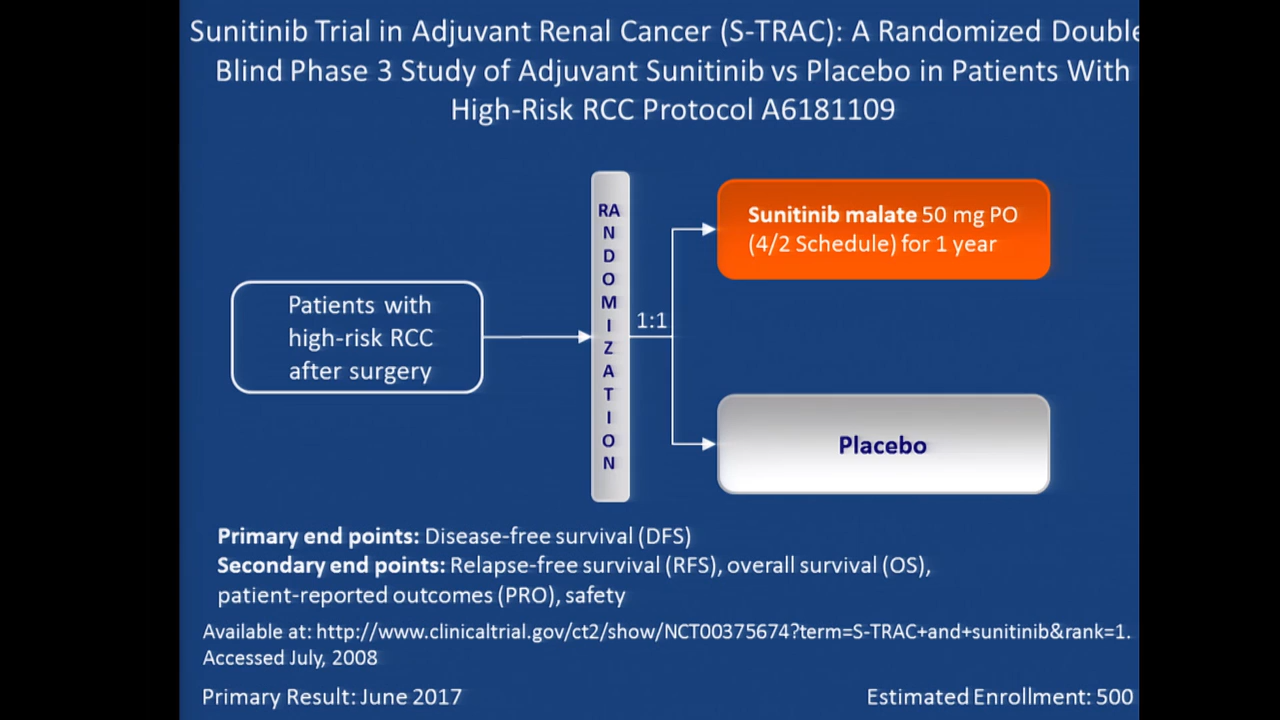 Sunitinib Trial in Adjuvant Renal Cancer (S-TRAC): A Randomized Double
Blind Phase 3 Study of Adjuvant Sunitinib vs Placebo in Patients With
High-Risk RCC Protocol A6181109
Patients with
high-risk RCC
after surgery
RA
N
D
O
M
I
Z
A
T
I
O
N
1:1
Sunitinib malate 50 mg PO
(4/2 Schedule) for 1 year
Placebo
Primary end points: Disease-free survival (DFS)
Secondary end points: Relapse-free survival (RFS), overall survival (OS),
patient-reported outcomes (PRO), safety
Available at: http://www.clinicaltrial.gov/ct2/show/NCT00375674?term=S-TRAC+and+sunitinib&rank=1.
Accessed July, 2008
Primary Result: June 2017
Estimated Enrollment: 500